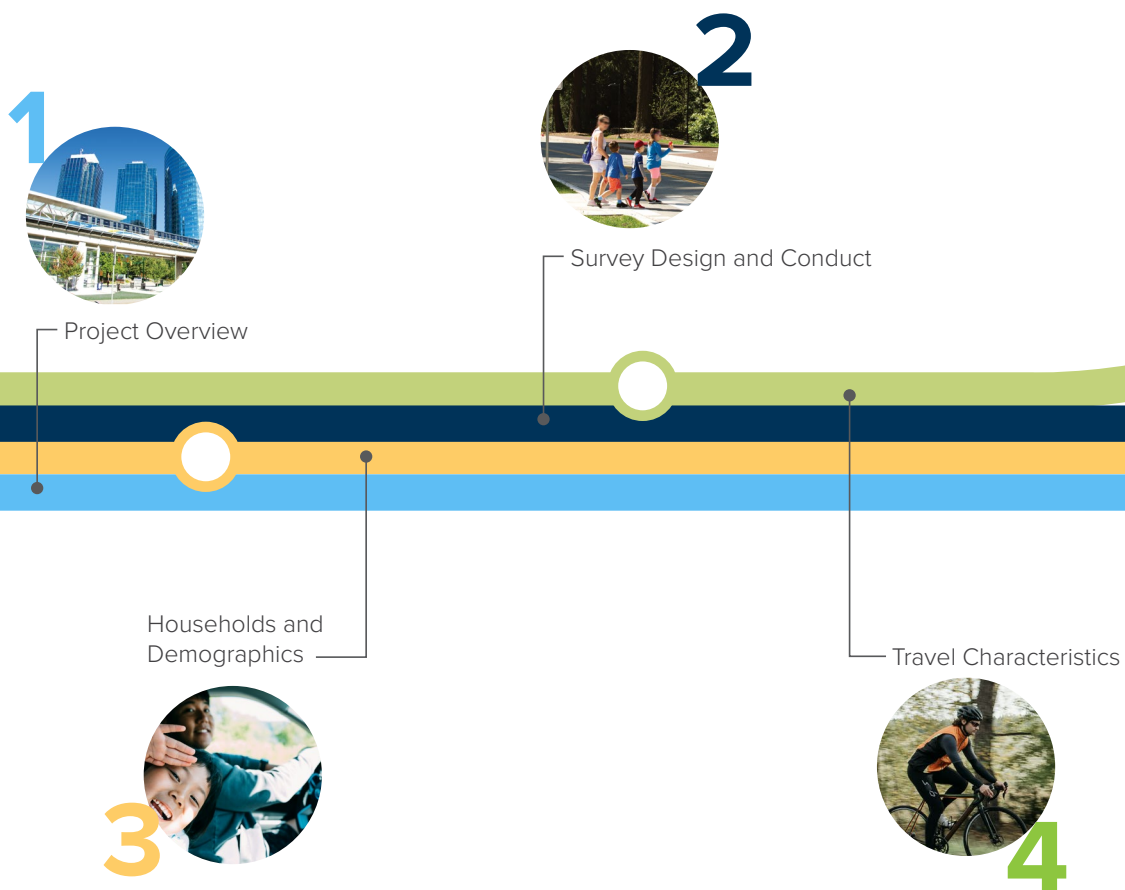 1
Project Overview
2
Survey Design and Conduct
Households and
Demographics
3
Travel Characteristics
4